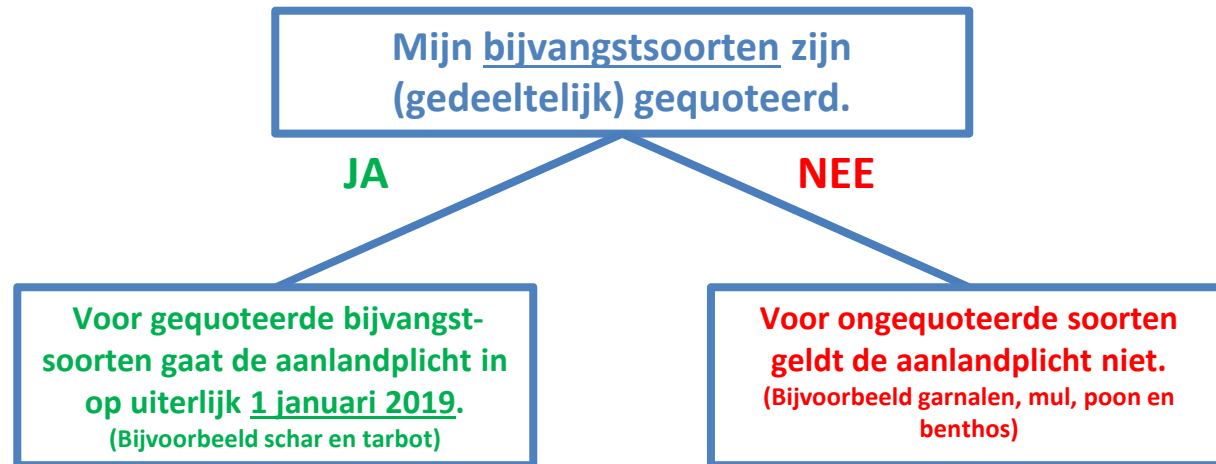 Mijn bijvangstsoorten zijn
(gedeeltelijk) gequoteerd.
JA
NEE
Voor gequoteerde bijvangst-
soorten gaat de aanlandplicht in
op uiterlijk 1 januari 2019.
(Bijvoorbeeld schar en tarbot)
Voor ongequoteerde soorten
geldt de aanlandplicht niet.
(Bijvoorbeeld garnalen, mul, poon en
benthos)